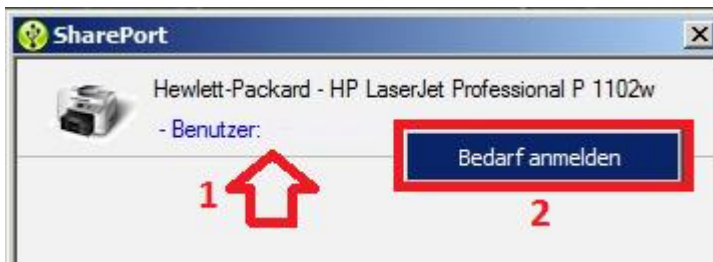 SharePort
Hewlett-Packard - HP LaserJet Professional P 1102w
- Benutzer:
Bedarf anmelden
1
2